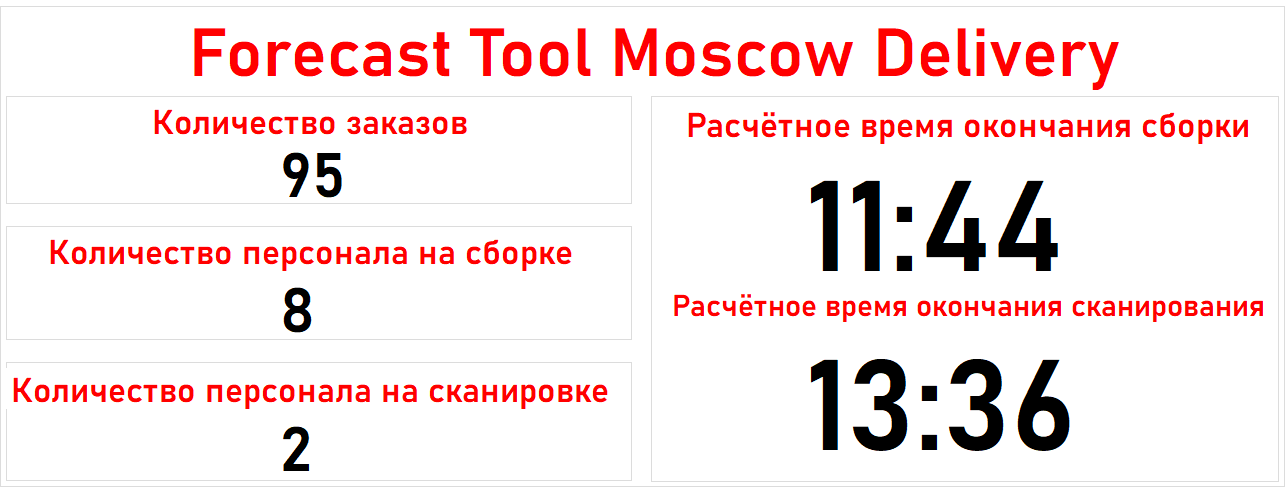 Forecast Tool Moscow Delivery
Количество заказов
95
Количество персонала на сборке
8
Количество персонала на сканировке
2
Расчётное время окончания сборки
11:44
Расчётное время окончания сканирования
13:36